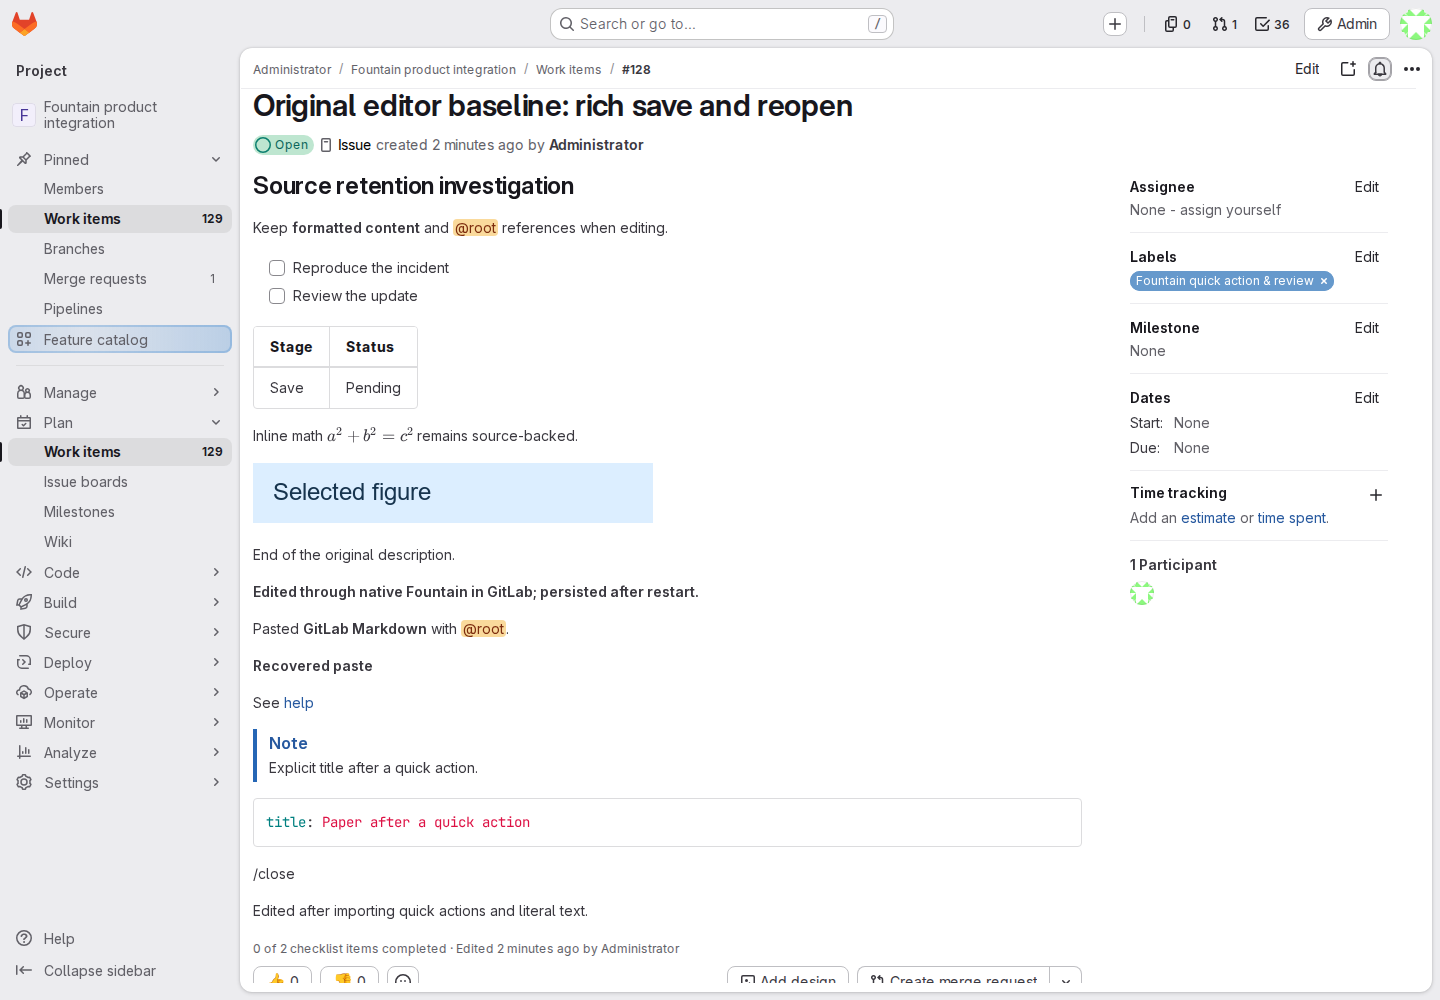 Search or go to...
/
0
1
36
Admin
Project
F
Fountain product integration
Pinned
Members
Work items 129
Branches
Merge requests 1
Pipelines
Feature catalog
Manage
Plan
Work items 129
Issue boards
Milestones
Wiki
Code
Build
Secure
Deploy
Operate
Monitor
Analyze
Settings
Help
Collapse sidebar
Administrator / Fountain product integration / Work items / #128
Edit
Original editor baseline: rich save and reopen
Open Issue created 2 minutes ago by Administrator
Source retention investigation
Keep formatted content and @root references when editing.
Reproduce the incident
Review the update
Stage Status
Save Pending
Inline math a² + b² = c² remains source-backed.
Selected figure
End of the original description.
Edited through native Fountain in GitLab; persisted after restart.
Pasted GitLab Markdown with @root.
Recovered paste
See help
Note
Explicit title after a quick action.
title: Paper after a quick action
/close
Edited after importing quick actions and literal text.
0 of 2 checklist items completed · Edited 2 minutes ago by Administrator
👍 0
👎 0
Add design
Create merge request
Assignee Edit
None - assign yourself
Labels Edit
Fountain quick action & review ×
Milestone Edit
None
Dates Edit
Start: None
Due: None
Time tracking
Add an estimate or time spent.
1 Participant